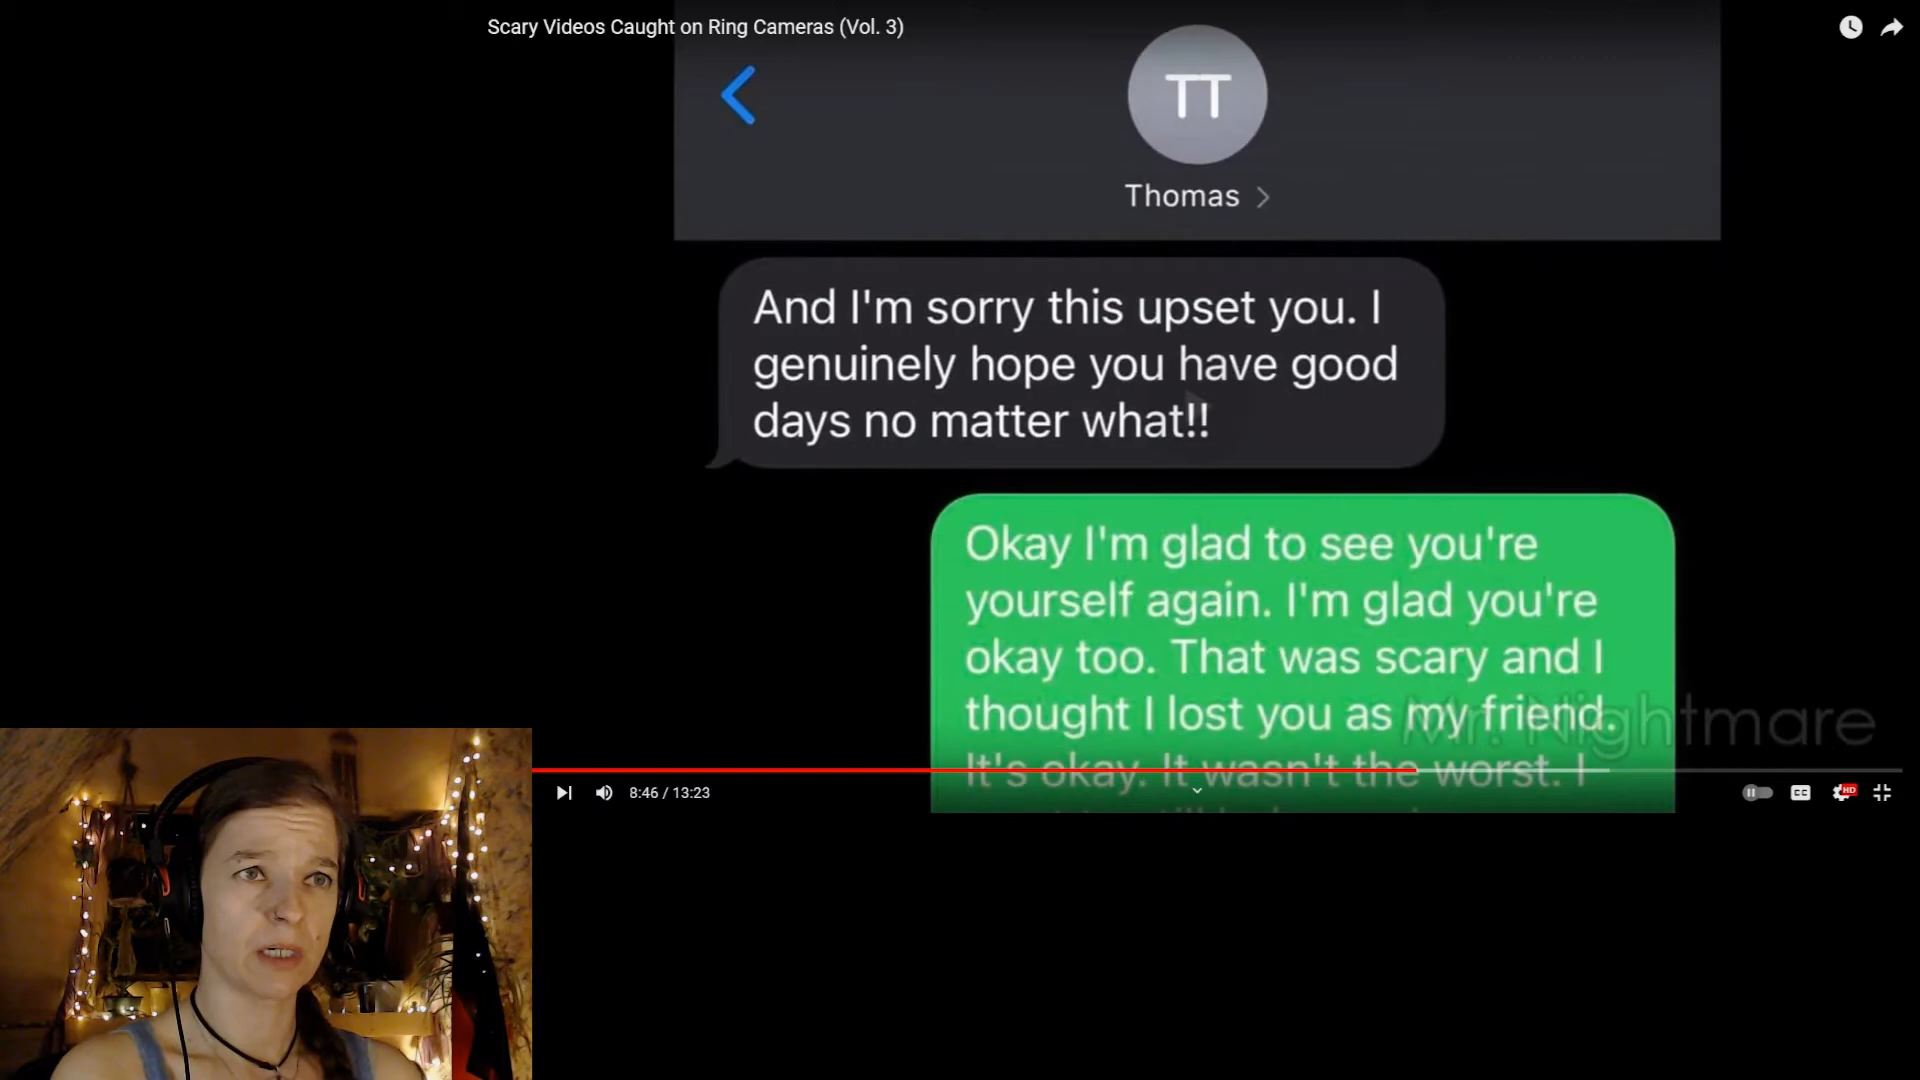 Scary Videos Caught on Ring Cameras (Vol. 3)
TT
Thomas
And I'm sorry this upset you. I
genuinely hope you have good
days no matter what!!
Okay I'm glad to see you're
yourself again. I'm glad you're
okay too. That was scary and I
thought I lost you as my friend.
It's okay. It wasn't the worst. I
Mr. Nightmare
8:46 / 13:23
CC
HD